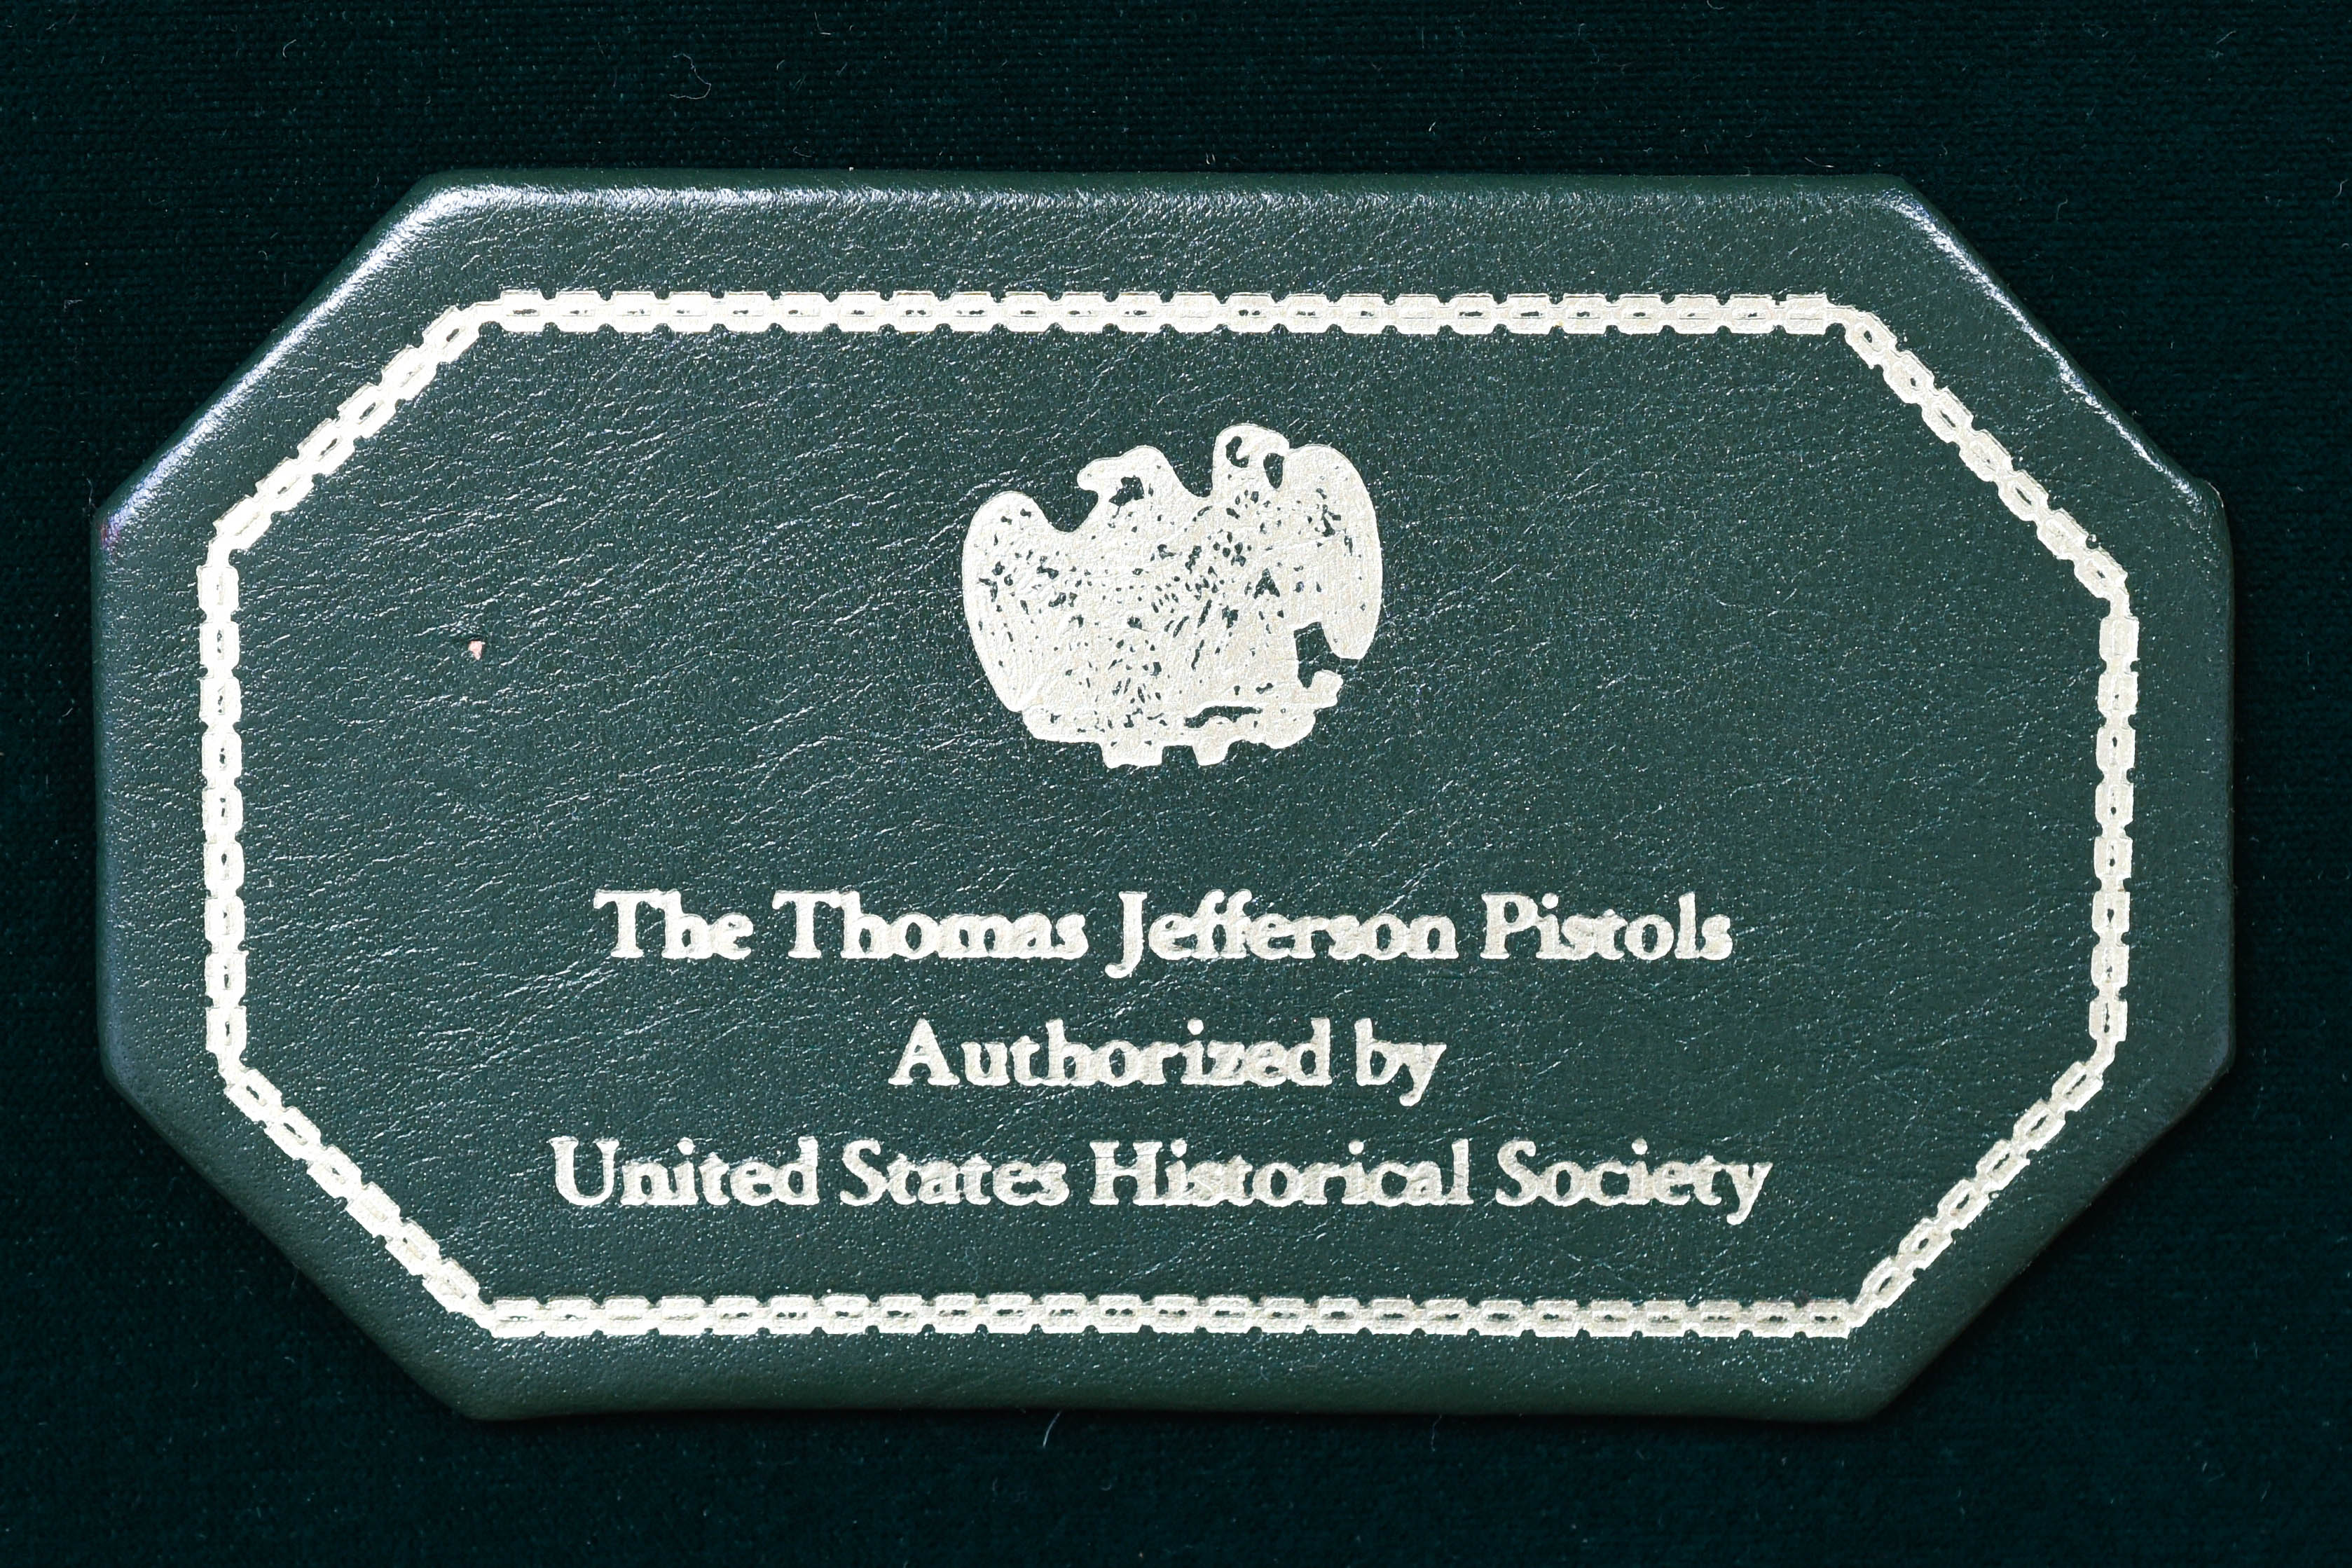 The Thomas Jefferson Pistols
Authorized by
United States Historical Society